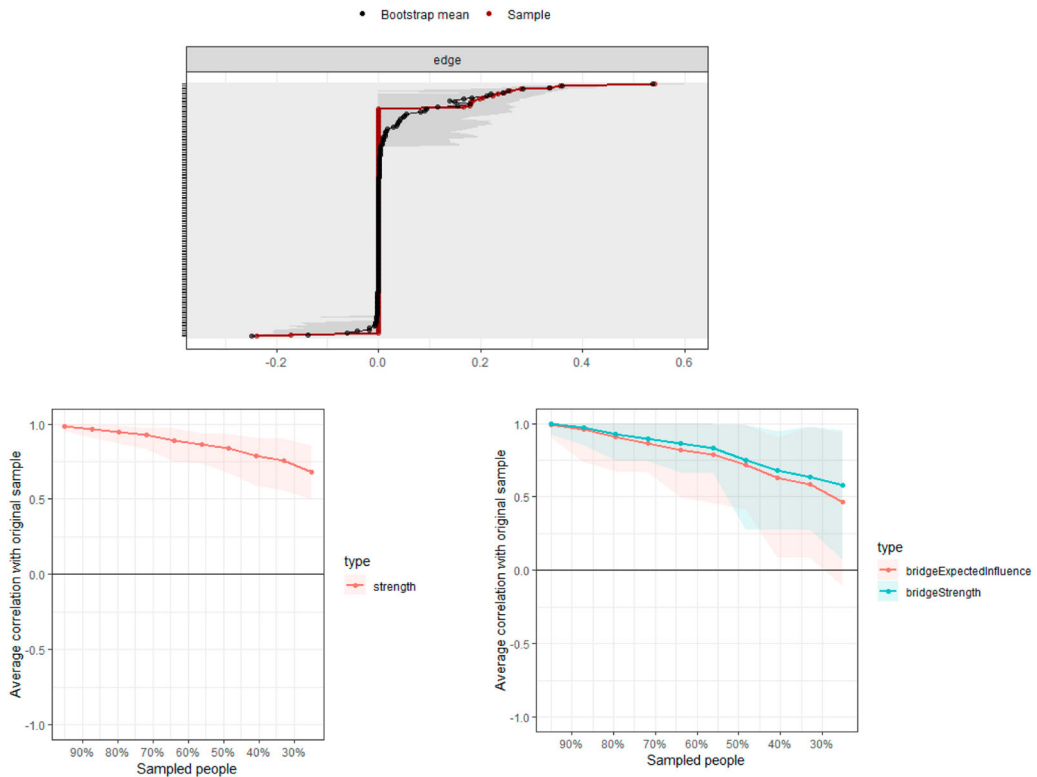 Bootstrap mean Sample
edge
-0.2 0.0 0.2 0.4 0.6
Average correlation with original sample
1.0
0.5
0.0
-0.5
-1.0
90% 80% 70% 60% 50% 40% 30%
Sampled people
type
strength
Average correlation with original sample
1.0
0.5
0.0
-0.5
-1.0
90% 80% 70% 60% 50% 40% 30%
Sampled people
type
bridgeExpectedInfluence
bridgeStrength